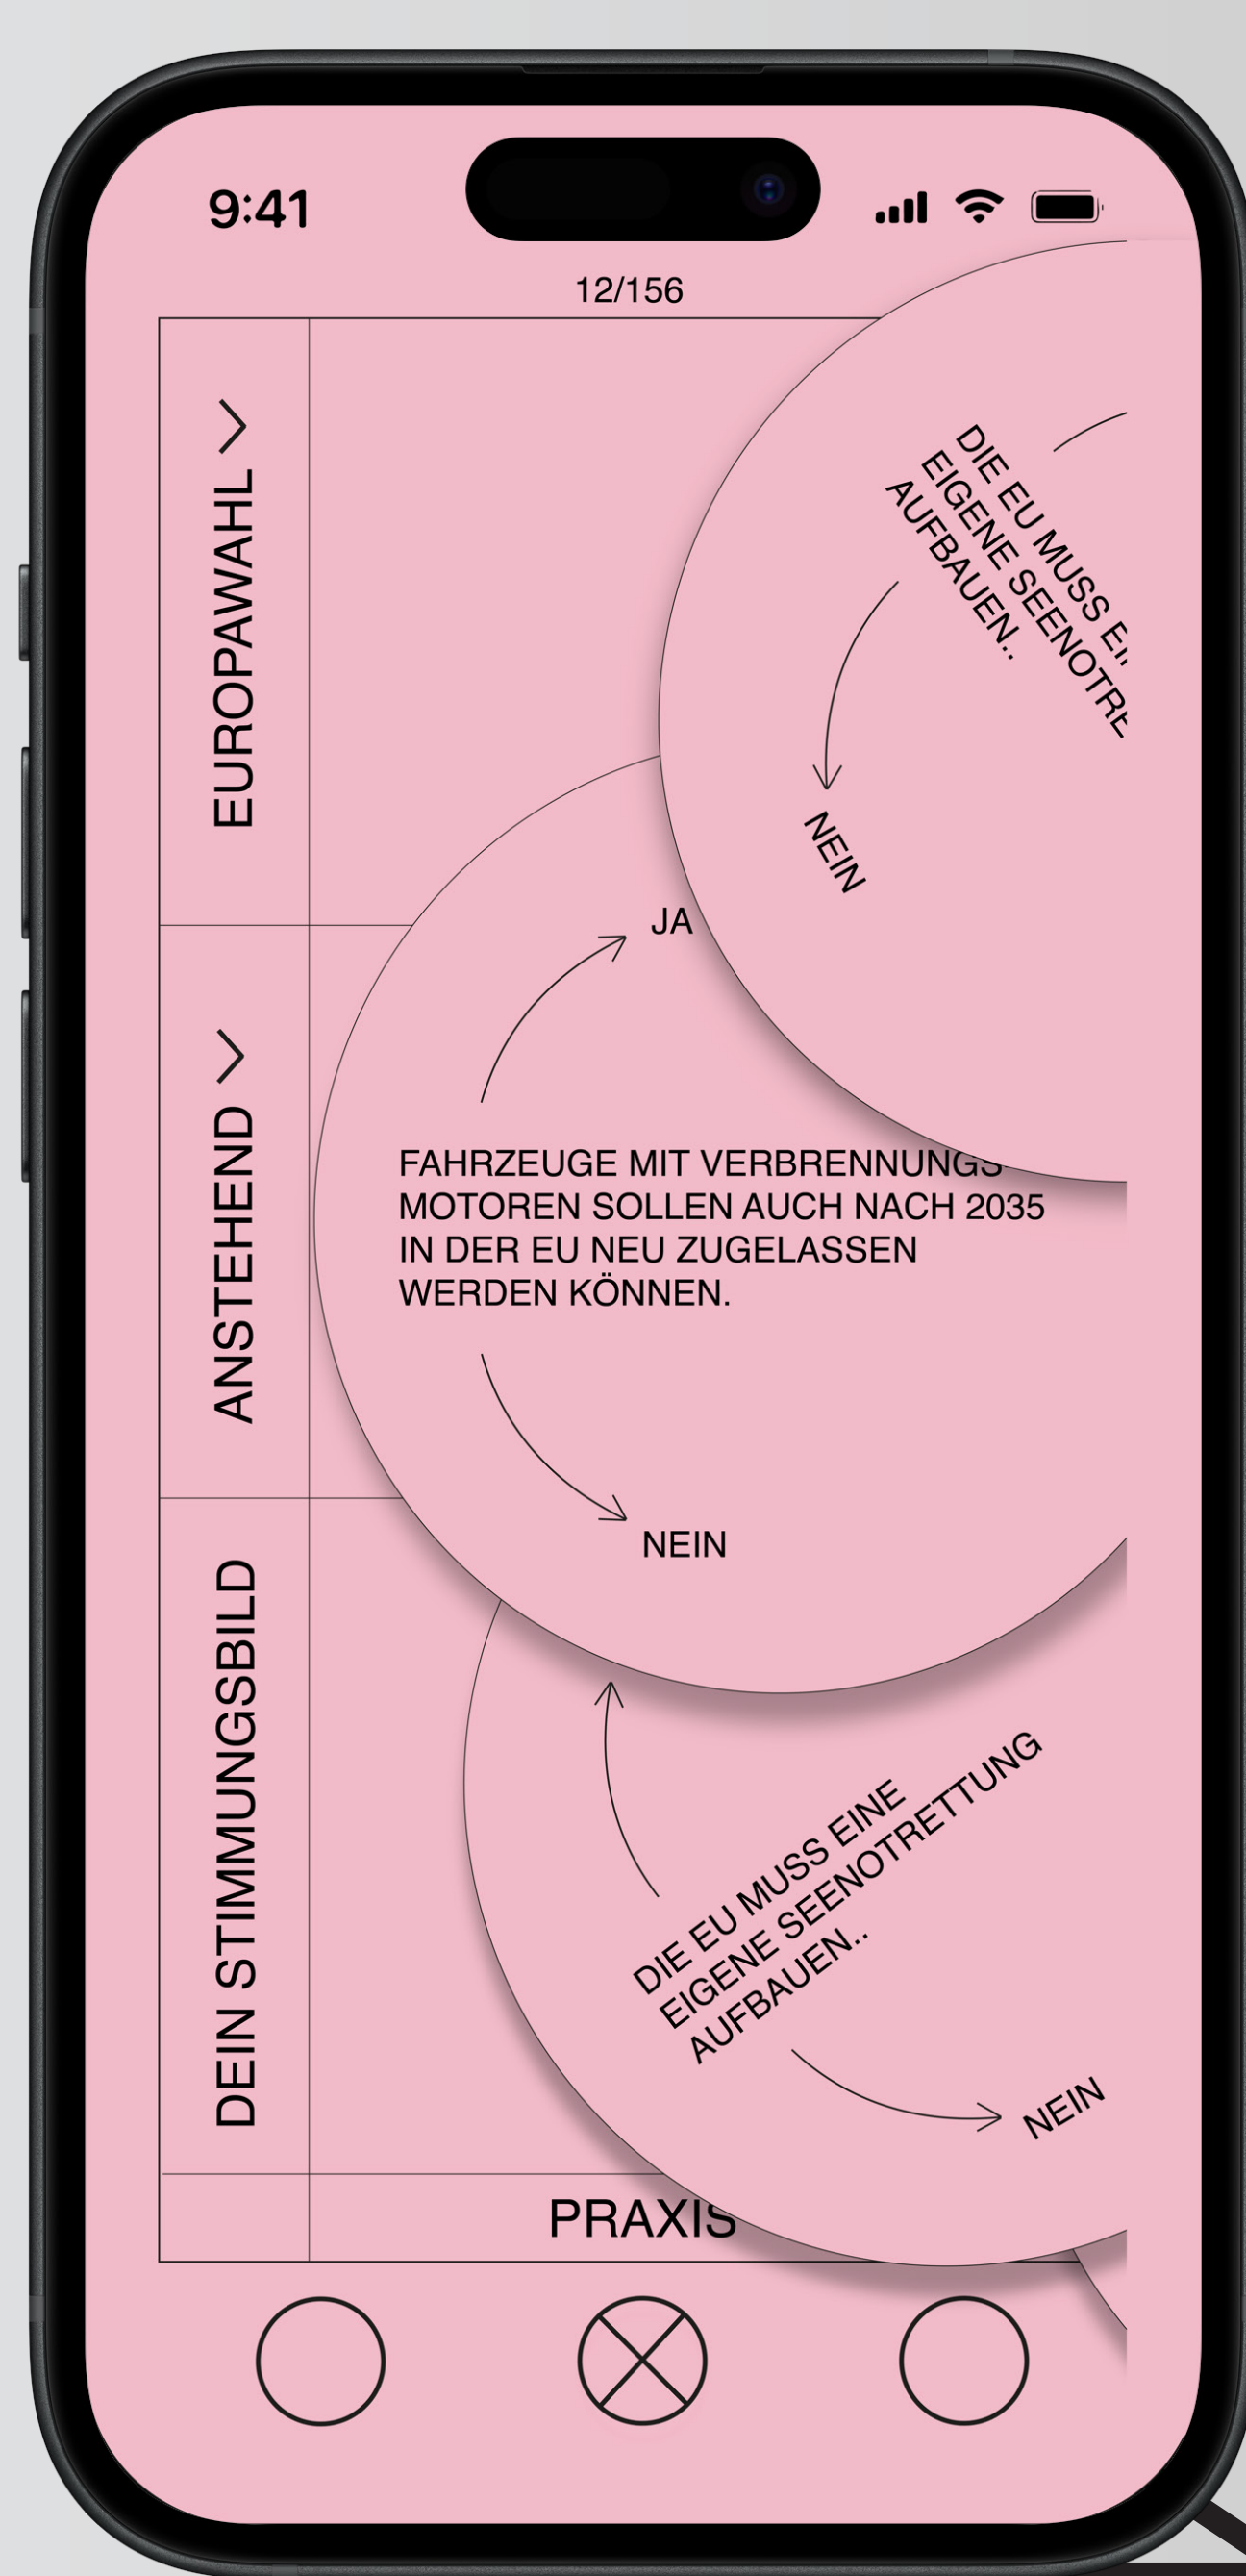 9:41
12/156
EUROPAWAHL
ANSTEHEND
DEIN STIMMUNGSBILD
DIE EU MUSS
EIGENE
AUFBAUEN..
NEIN
JA
FAHRZEUGE MIT VERBRENNUNGS-
MOTOREN SOLLEN AUCH NACH 2035
IN DER EU NEU ZUGELASSEN
WERDEN KÖNNEN.
NEIN
DIE EU MUSS EINE
EIGENE SEENOTRETTUNG
AUFBAUEN..
NEIN
PRAXIS